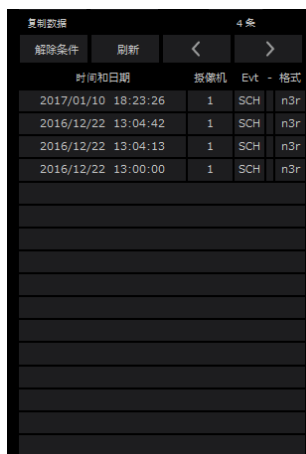 复制数据 4 条
解除条件 刷新
时间和日期 摄像机 Evt - 格式
2017/01/10 18:23:26 1 SCH n3r
2016/12/22 13:04:42 1 SCH n3r
2016/12/22 13:04:13 1 SCH n3r
2016/12/22 13:00:00 1 SCH n3r